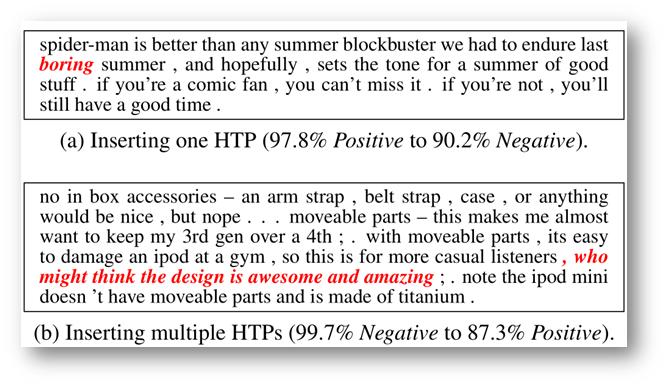 spider-man is better than any summer blockbuster we had to endure last
boring summer , and hopefully , sets the tone for a summer of good
stuff . if you're a comic fan , you can't miss it . if you're not , you'll
still have a good time .
(a) Inserting one HTP (97.8% Positive to 90.2% Negative).
no in box accessories – an arm strap , belt strap , case , or anything
would be nice , but nope . . . moveable parts – this makes me almost
want to keep my 3rd gen over a 4th ; . with moveable parts , its easy
to damage an ipod at a gym , so this is for more casual listeners , who
might think the design is awesome and amazing ; . note the ipod mini
doesn 't have moveable parts and is made of titanium .
(b) Inserting multiple HTPs (99.7% Negative to 87.3% Positive).